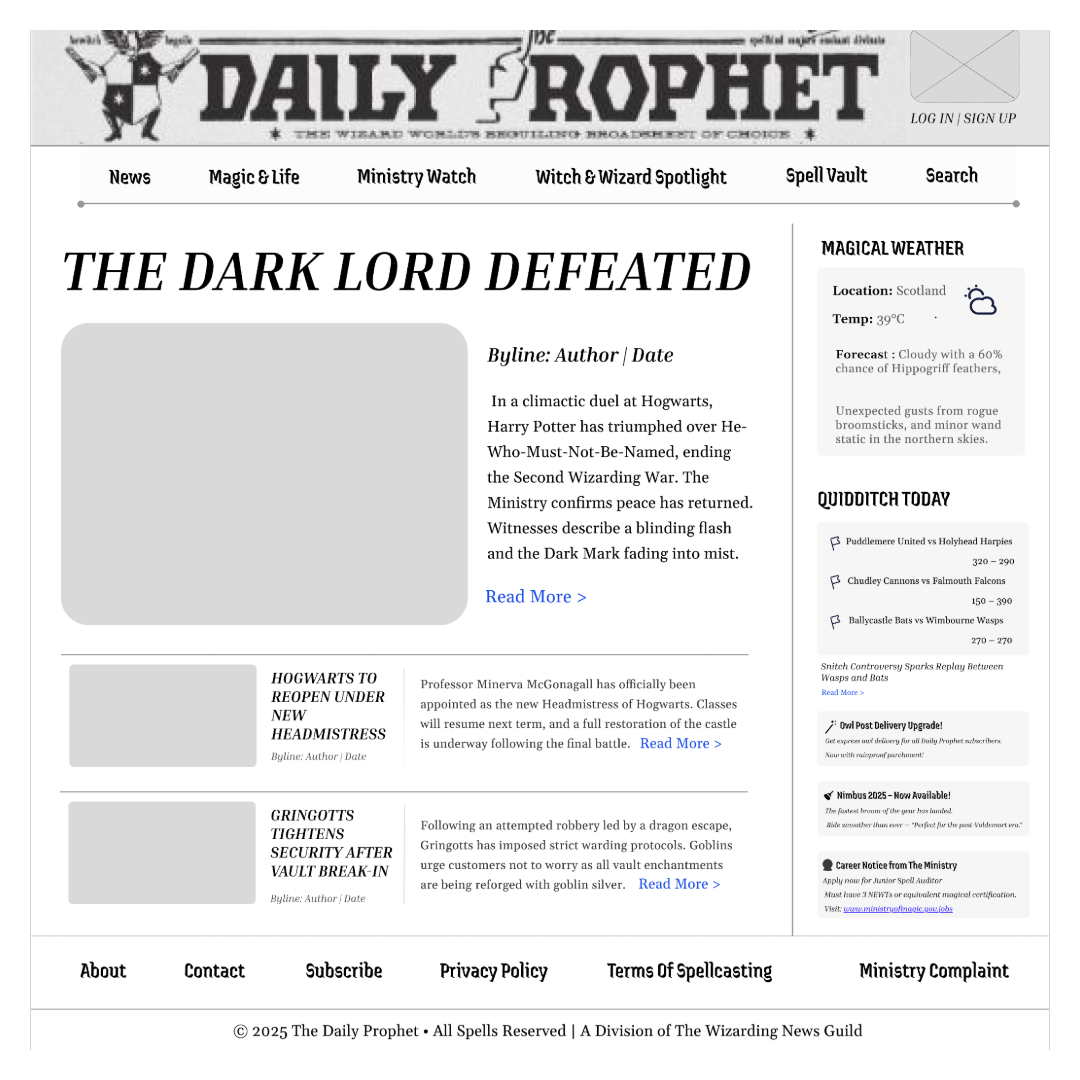 bewitch beguile
The
spelbind
DAILY PROPHET
★ THE WIZARD WORLD'S BEGUILING BROADSHEET OF CHOICE ★
LOG IN / SIGN UP
News Magic & Life Ministry Watch Witch & Wizard Spotlight Spell Vault Search
THE DARK LORD DEFEATED
Byline: Author / Date
In a climactic duel at Hogwarts,
Harry Potter has triumphed over He-
Who-Must-Not-Be-Named, ending
the Second Wizarding War. The
Ministry confirms peace has returned.
Witnesses describe a blinding flash
and the Dark Mark fading into mist.
Read More >
HOGWARTS TO
REOPEN UNDER
NEW
HEADMISTRESS
Byline: Author / Date
Professor Minerva McGonagall has officially been
appointed as the new Headmistress of Hogwarts. Classes
will resume next term, and a full restoration of the castle
is underway following the final battle. Read More >
GRINGOTTS
TIGHTENS
SECURITY AFTER
VAULT BREAK-IN
Byline: Author / Date
Following an attempted robbery led by a dragon escape,
Gringotts has imposed strict warding protocols. Goblins
urge customers not to worry as all vault enchantments
are being reforged with goblin silver. Read More >
MAGICAL WEATHER
Location: Scotland
Temp: 39°C
Forecast : Cloudy with a 60%
chance of Hippogriff feathers,
Unexpected gusts from rogue
broomsticks, and minor wand
static in the northern skies.
QUIDDITCH TODAY
Puddlemere United vs Holyhead Harpies
320 – 290
Chudley Cannons vs Falmouth Falcons
150 – 390
Ballycastle Bats vs Wimbourne Wasps
270 – 270
Snitch Controversy Sparks Replay Between
Wasps and Bats
Read More >
Owl Post Delivery Upgrade!
Get express owl delivery for all Daily Prophet subscribers.
Now with rainproof parchment!
Nimbus 2025 – Now Available!
The fastest broom of the year has landed.
Ride smoother than ever — "Perfect for the post-Voldemort era."
Career Notice from The Ministry
Apply now for Junior Spell Auditor
Must have 3 NEWTs or equivalent magical certification.
Visit: www.ministryofmagic.gov.jobs
About Contact Subscribe Privacy Policy Terms Of Spellcasting Ministry Complaint
© 2025 The Daily Prophet • All Spells Reserved | A Division of The Wizarding News Guild